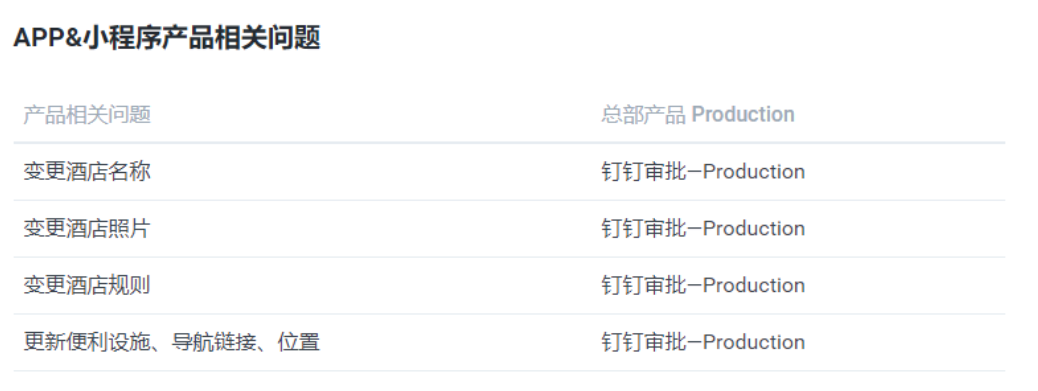 APP&小程序产品相关问题
产品相关问题 总部产品 Production
变更酒店名称 钉钉审批—Production
变更酒店照片 钉钉审批—Production
变更酒店规则 钉钉审批—Production
更新便利设施、导航链接、位置 钉钉审批—Production